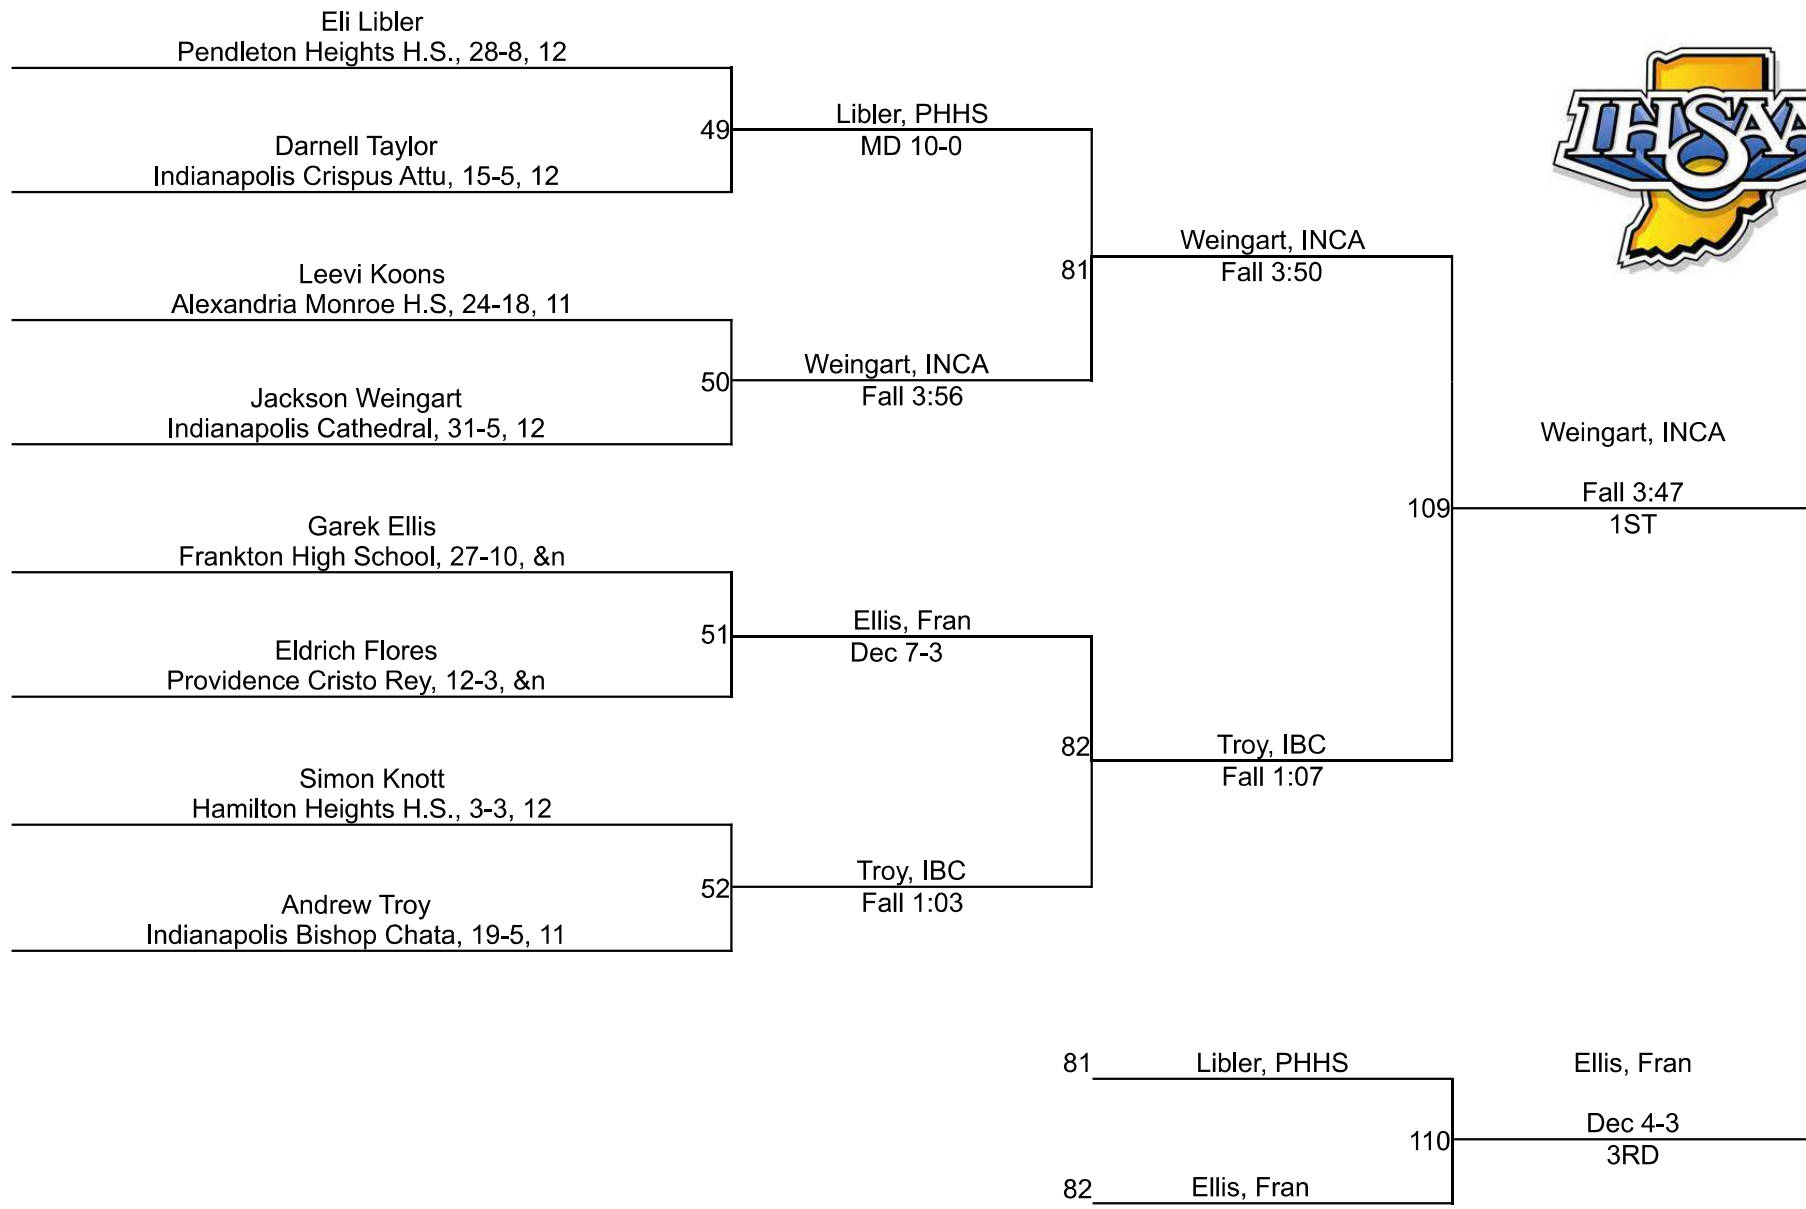 Eli Libler
Pendleton Heights H.S., 28-8, 12
Darnell Taylor
Indianapolis Crispus Attu, 15-5, 12
Leevi Koons
Alexandria Monroe H.S, 24-18, 11
Jackson Weingart
Indianapolis Cathedral, 31-5, 12
Garek Ellis
Frankton High School, 27-10, &n
Eldrich Flores
Providence Cristo Rey, 12-3, &n
Simon Knott
Hamilton Heights H.S., 3-3, 12
Andrew Troy
Indianapolis Bishop Chata, 19-5, 11
49
Libler, PHHS
MD 10-0
50
Weingart, INCA
Fall 3:56
51
Ellis, Fran
Dec 7-3
52
Troy, IBC
Fall 1:03
81
Weingart, INCA
Fall 3:50
82
Troy, IBC
Fall 1:07
109
Weingart, INCA
Fall 3:47
1ST
IHSAA
81
Libler, PHHS
82
Ellis, Fran
110
Ellis, Fran
Dec 4-3
3RD